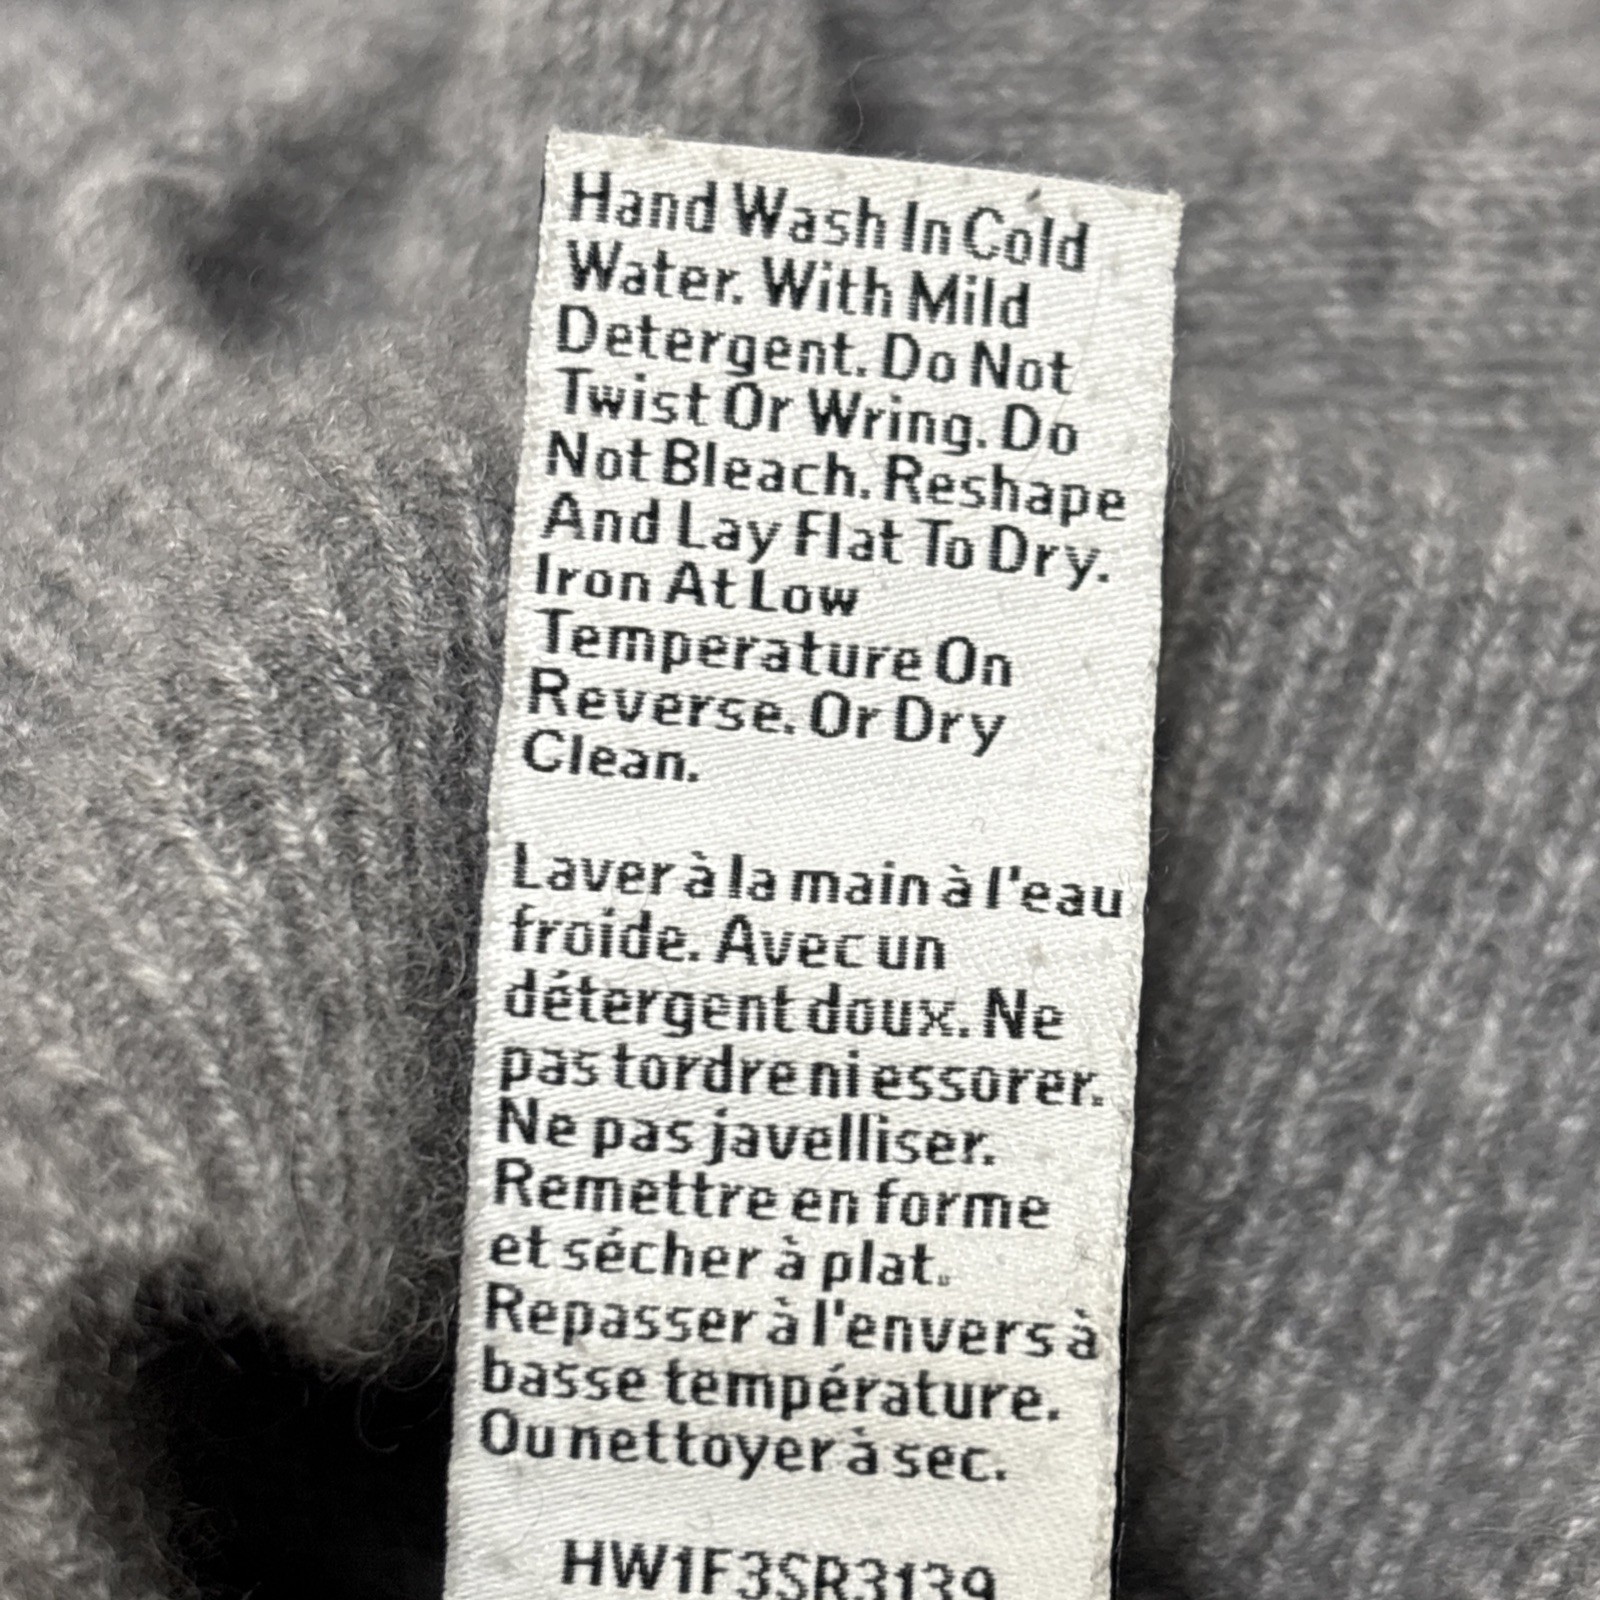 Hand Wash In Cold
Water. With Mild
Detergent. Do Not
Twist Or Wring. Do
Not Bleach. Reshape
And Lay Flat To Dry.
Iron At Low
Temperature On
Reverse. Or Dry
Clean.
Laver à la main à l'eau
froide. Avec un
détergent doux. Ne
pas tordre ni essorer.
Ne pas javelliser.
Remettre en forme
et sécher à plat.
Repasser à l'envers à
basse température.
Ou nettoyer à sec.
HW1F3SR3139